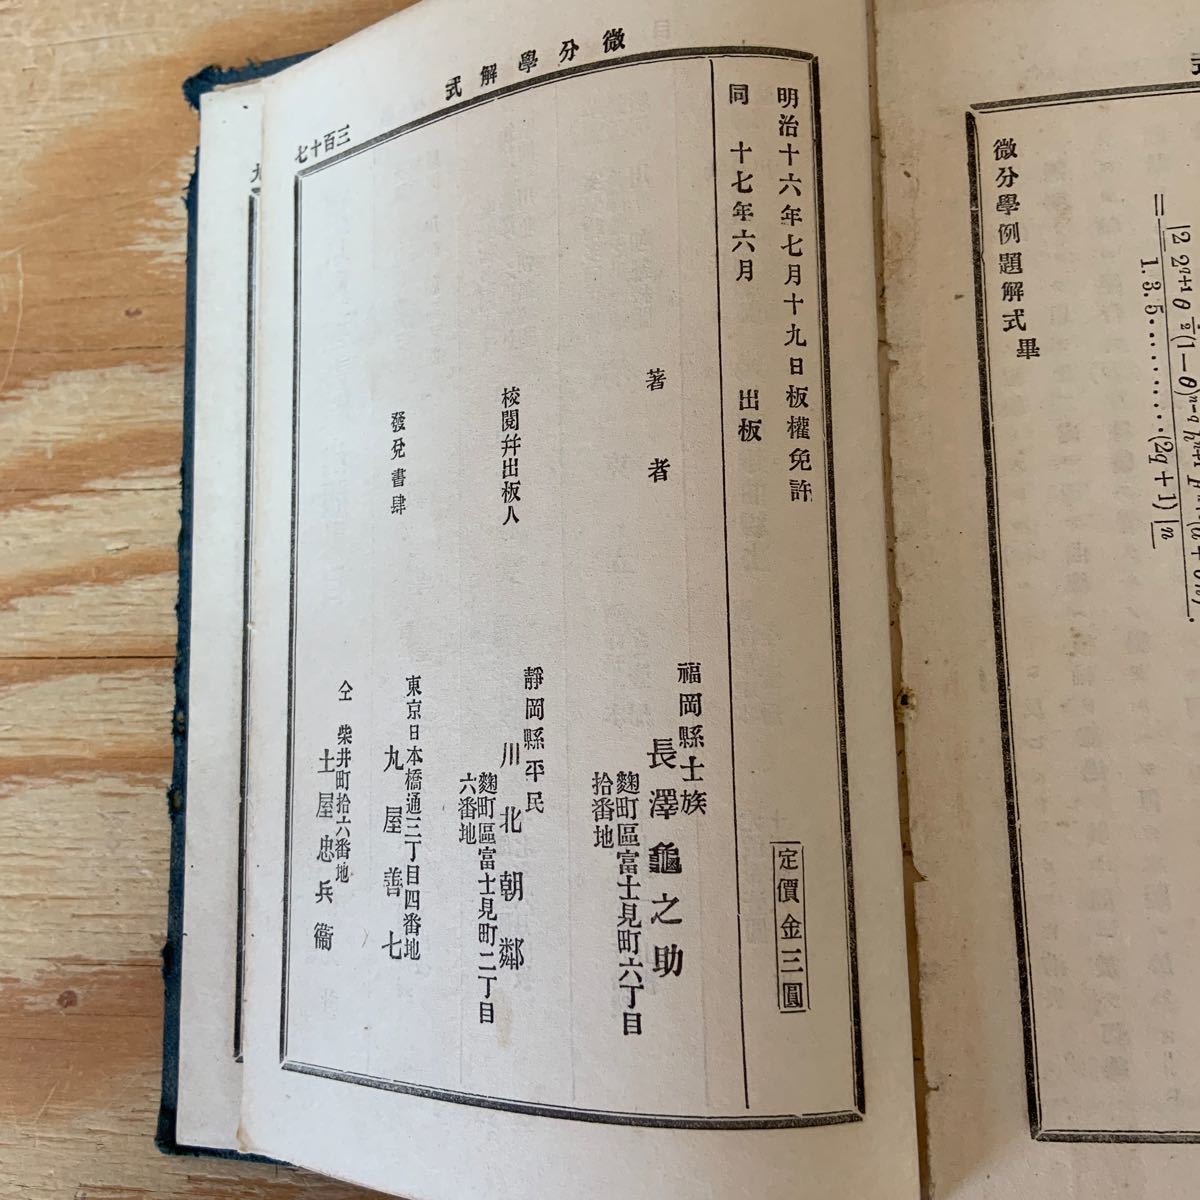 微分學例題解式畢
微分學解式
三百十七
明治十六年七月十九日板權免許
同 十七年六月 出板
定價金三圓
著者
福岡縣士族
長澤龜之助
麴町區富士見町六丁目
拾番地
校閱幷出板人
靜岡縣平民
川北朝鄰
麴町區富士見町二丁目
六番地
發兌書肆
東京日本橋通三丁目四番地
丸屋善七
仝 柴井町拾六番地
土屋忠兵衞